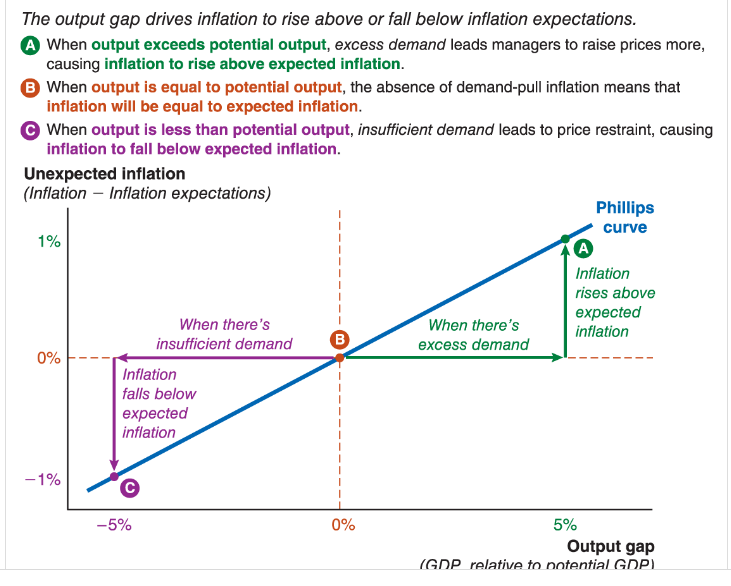 The output gap drives inflation to rise above or fall below inflation expectations.
A When output exceeds potential output, excess demand leads managers to raise prices more,
causing inflation to rise above expected inflation.
B When output is equal to potential output, the absence of demand-pull inflation means that
inflation will be equal to expected inflation.
C When output is less than potential output, insufficient demand leads to price restraint, causing
inflation to fall below expected inflation.
Unexpected inflation
(Inflation − Inflation expectations)
Phillips
curve
1%
A
Inflation
rises above
expected
inflation
When there's
insufficient demand
B
When there's
excess demand
0%
Inflation
falls below
expected
inflation
−1%
C
−5%
0%
5%
Output gap
(GDP, relative to potential GDP)